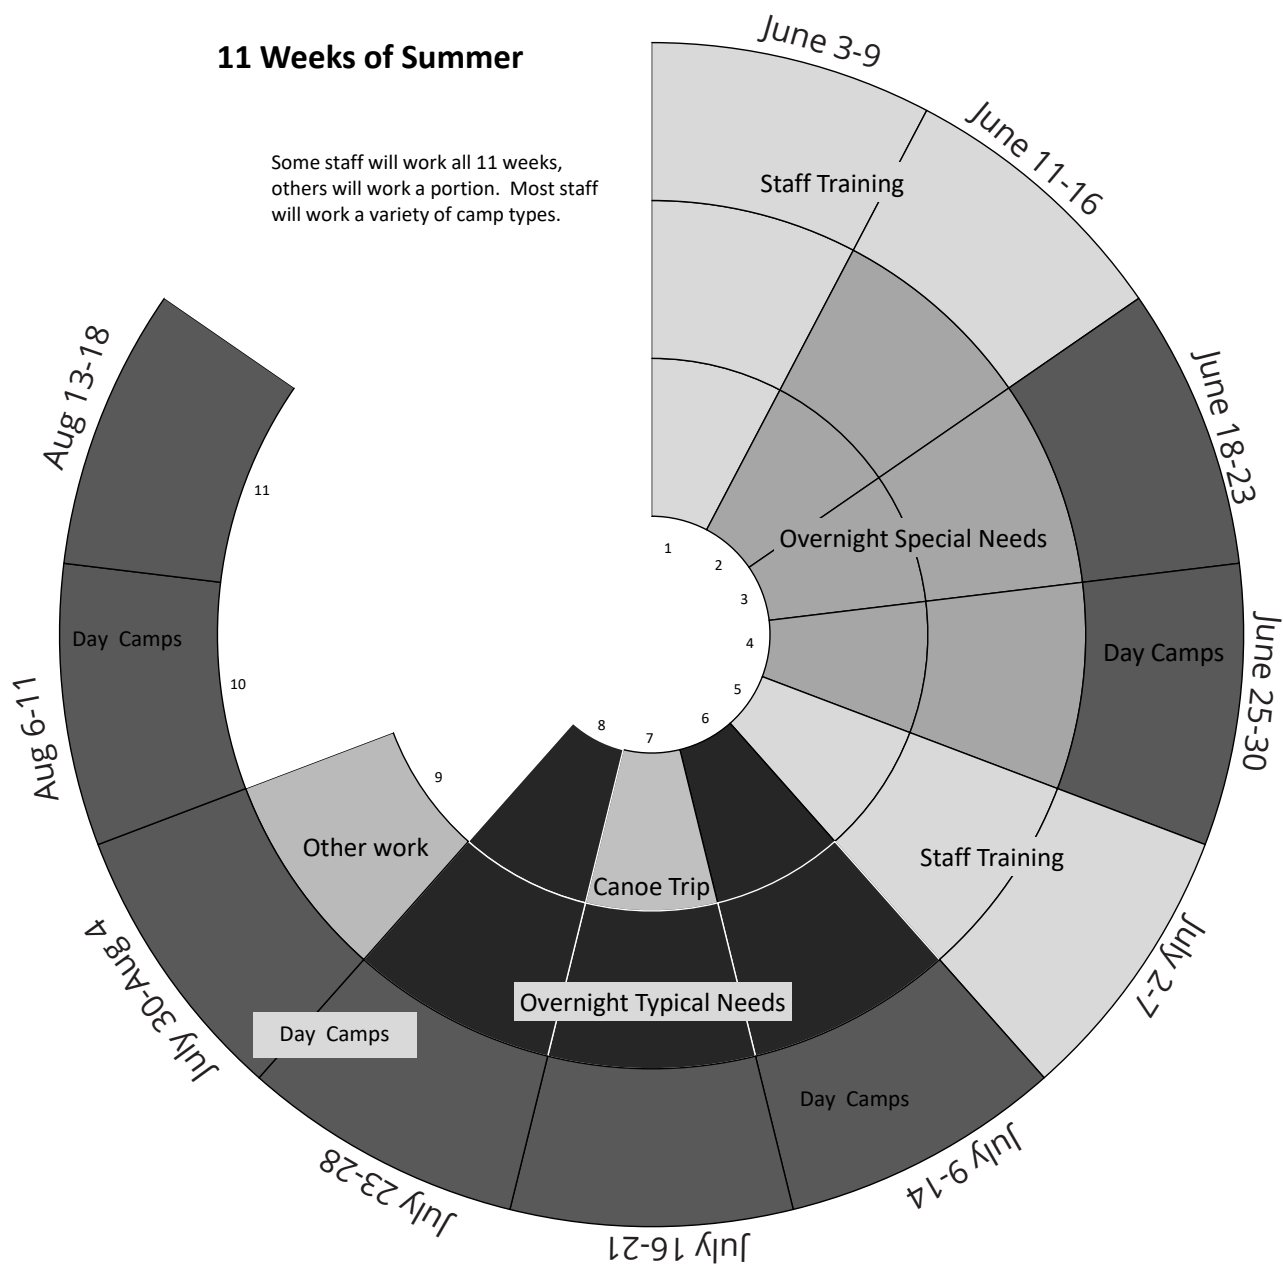 11 Weeks of Summer
Some staff will work all 11 weeks,
others will work a portion.  Most staff
will work a variety of camp types.
June 3-9
June 11-16
June 18-23
June 25-30
July 2-7
July 9-14
July 16-21
July 23-28
July 30-Aug 4
Aug 6-11
Aug 13-18
Staff Training
Overnight Special Needs
Day Camps
Staff Training
Day  Camps
Overnight Typical Needs
Canoe Trip
Day  Camps
Other work
Day  Camps
1
2
3
4
5
6
7
8
9
10
11